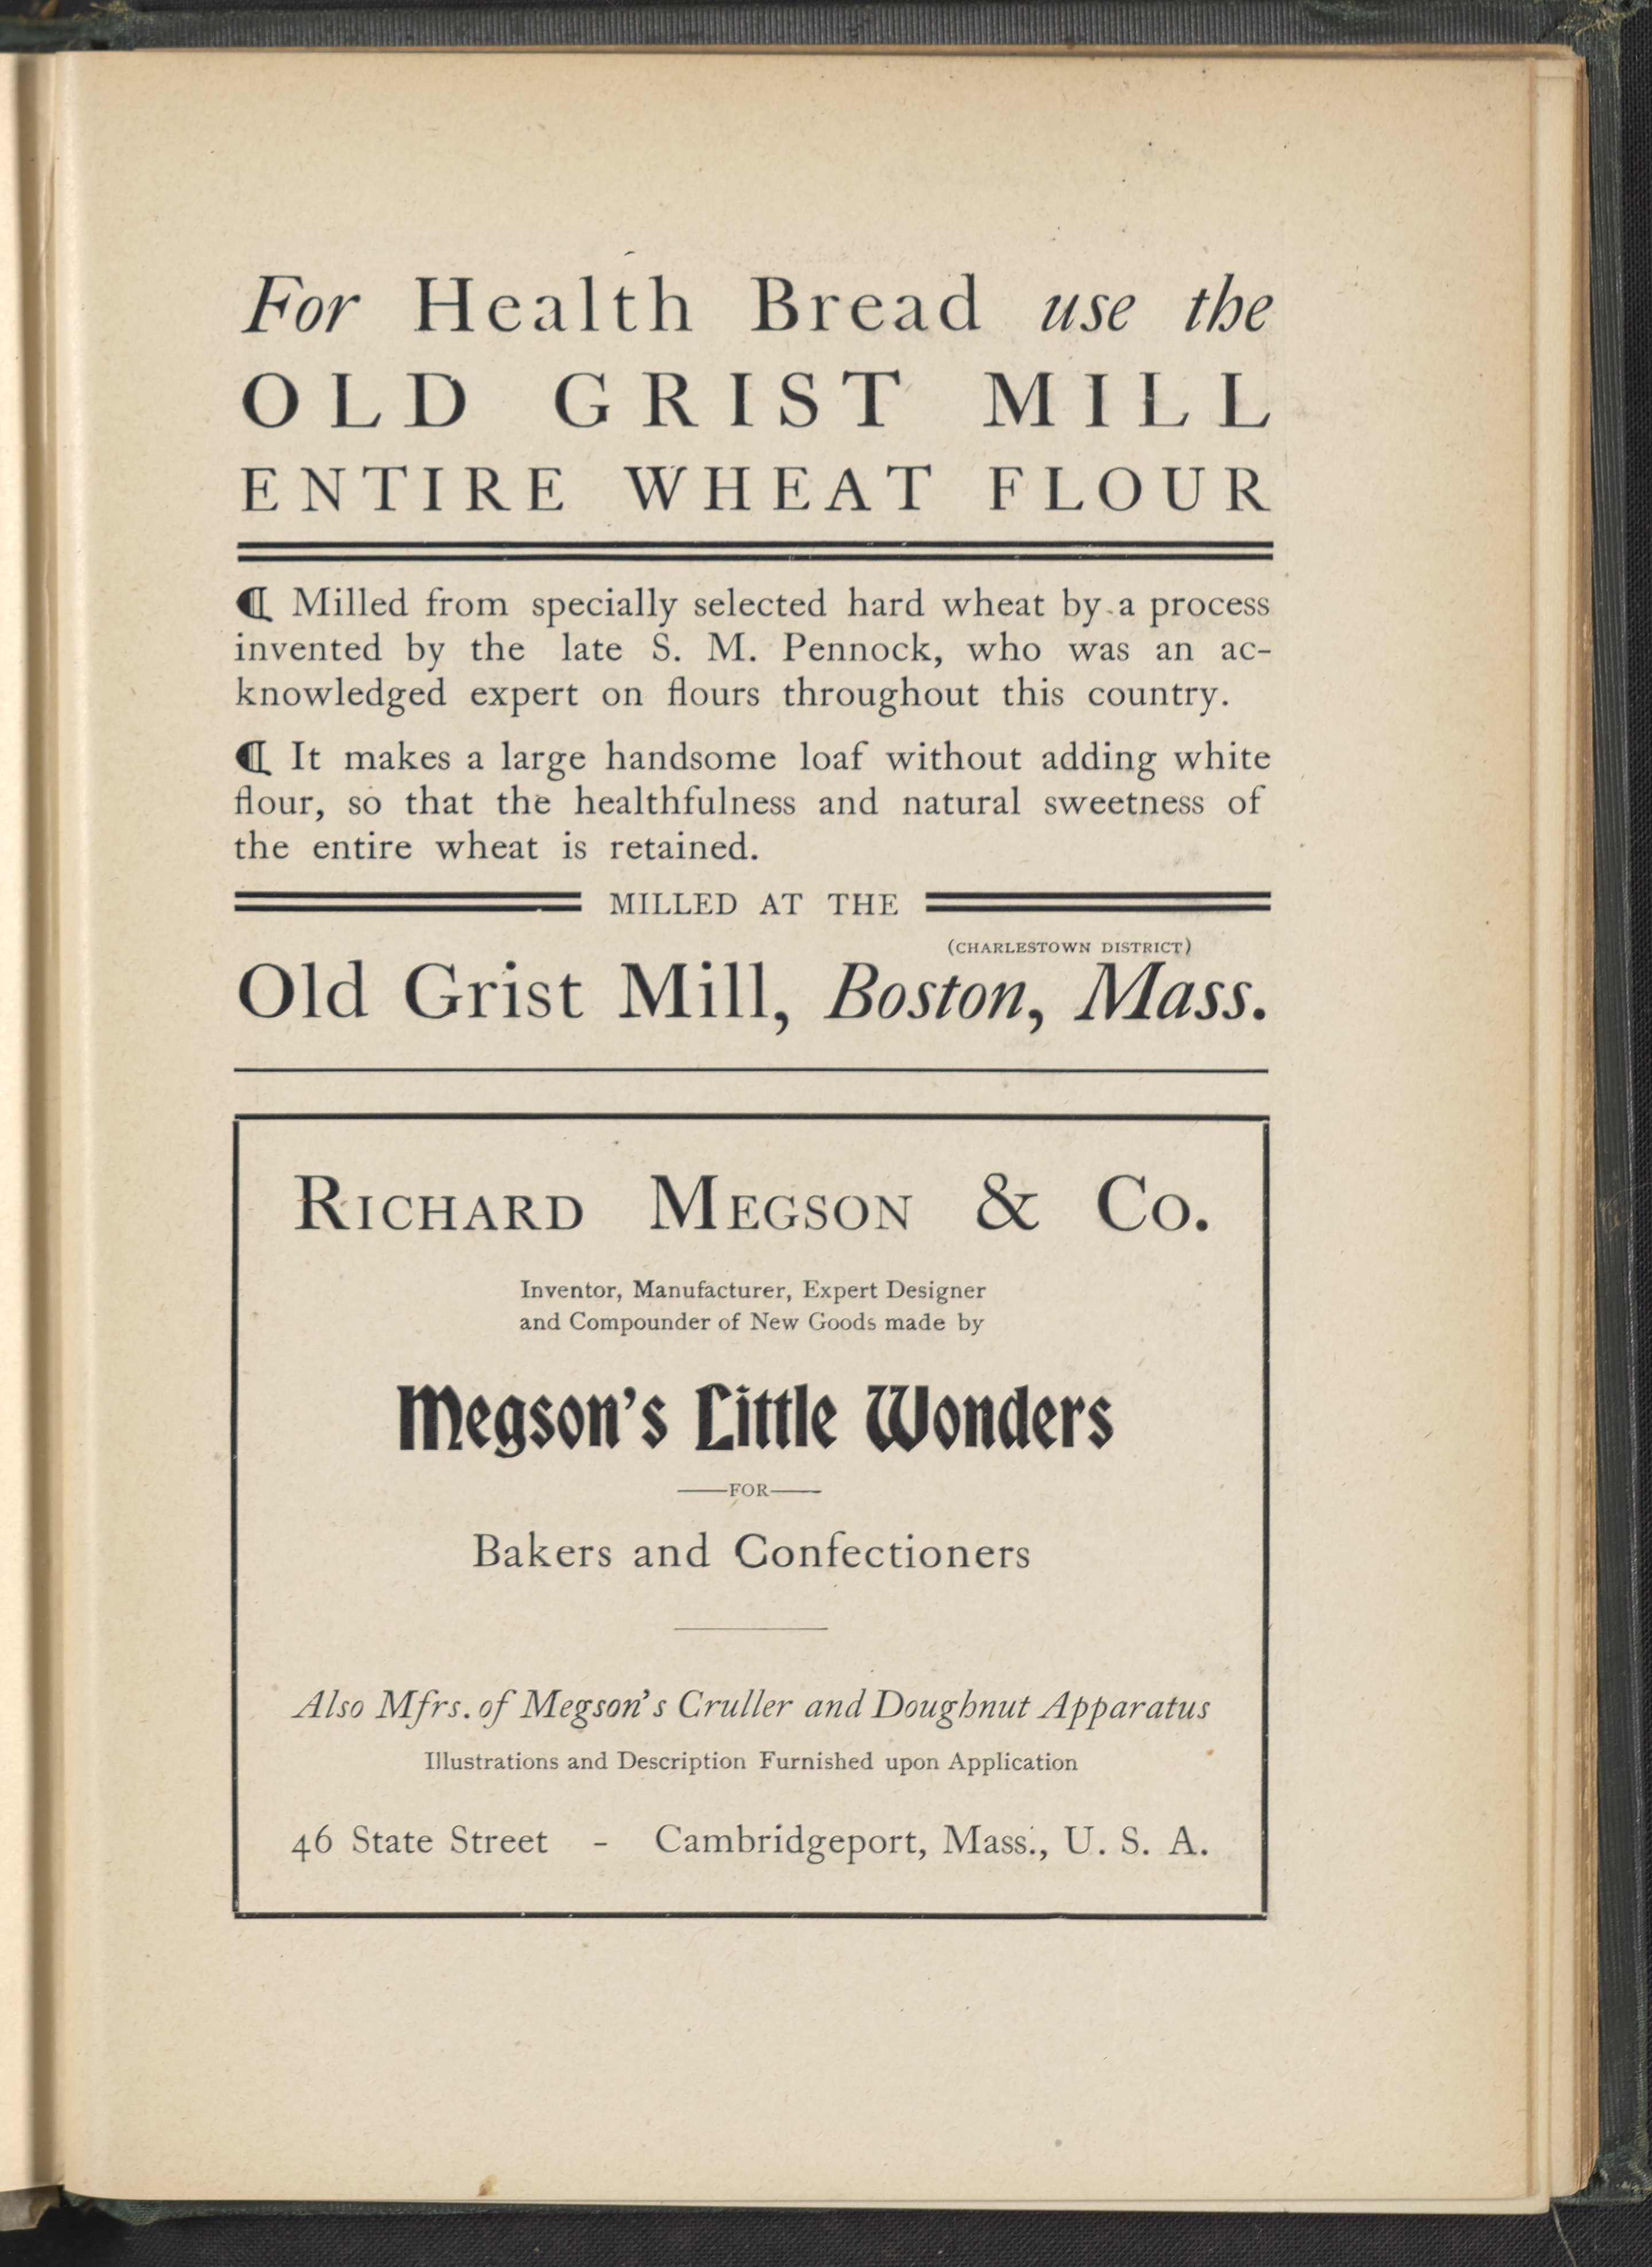 For Health Bread use the
OLD GRIST MILL
ENTIRE WHEAT FLOUR
¶ Milled from specially selected hard wheat by a process
invented by the late S. M. Pennock, who was an ac-
knowledged expert on flours throughout this country.
¶ It makes a large handsome loaf without adding white
flour, so that the healthfulness and natural sweetness of
the entire wheat is retained.
MILLED AT THE
(CHARLESTOWN DISTRICT)
Old Grist Mill, Boston, Mass.
RICHARD MEGSON & CO.
Inventor, Manufacturer, Expert Designer
and Compounder of New Goods made by
Megson's Little Wonders
—FOR—
Bakers and Confectioners
Also Mfrs. of Megson's Cruller and Doughnut Apparatus
Illustrations and Description Furnished upon Application
46 State Street - Cambridgeport, Mass., U. S. A.